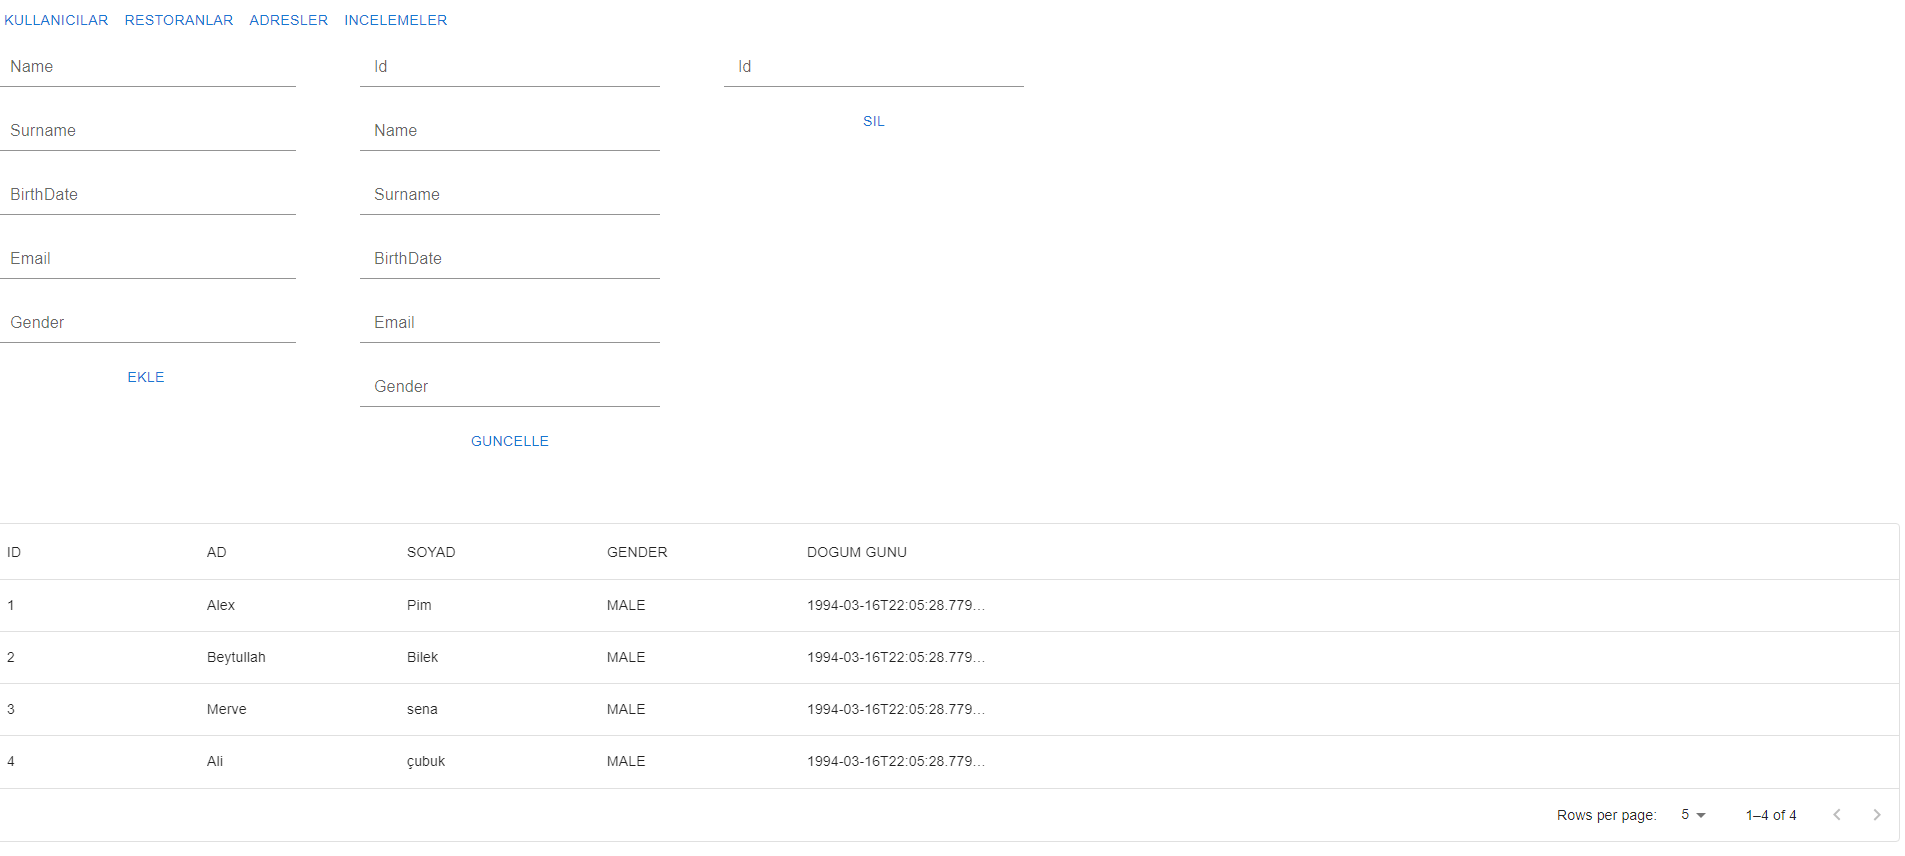 KULLANICILAR RESTORANLAR ADRESLER INCELEMELER
Name Id Id
SIL
Surname Name
BirthDate Surname
Email BirthDate
Gender Email
EKLE
Gender
GUNCELLE
ID AD SOYAD GENDER DOGUM GUNU
1 Alex Pim MALE 1994-03-16T22:05:28.779...
2 Beytullah Bilek MALE 1994-03-16T22:05:28.779...
3 Merve sena MALE 1994-03-16T22:05:28.779...
4 Ali çubuk MALE 1994-03-16T22:05:28.779...
Rows per page: 5 1–4 of 4